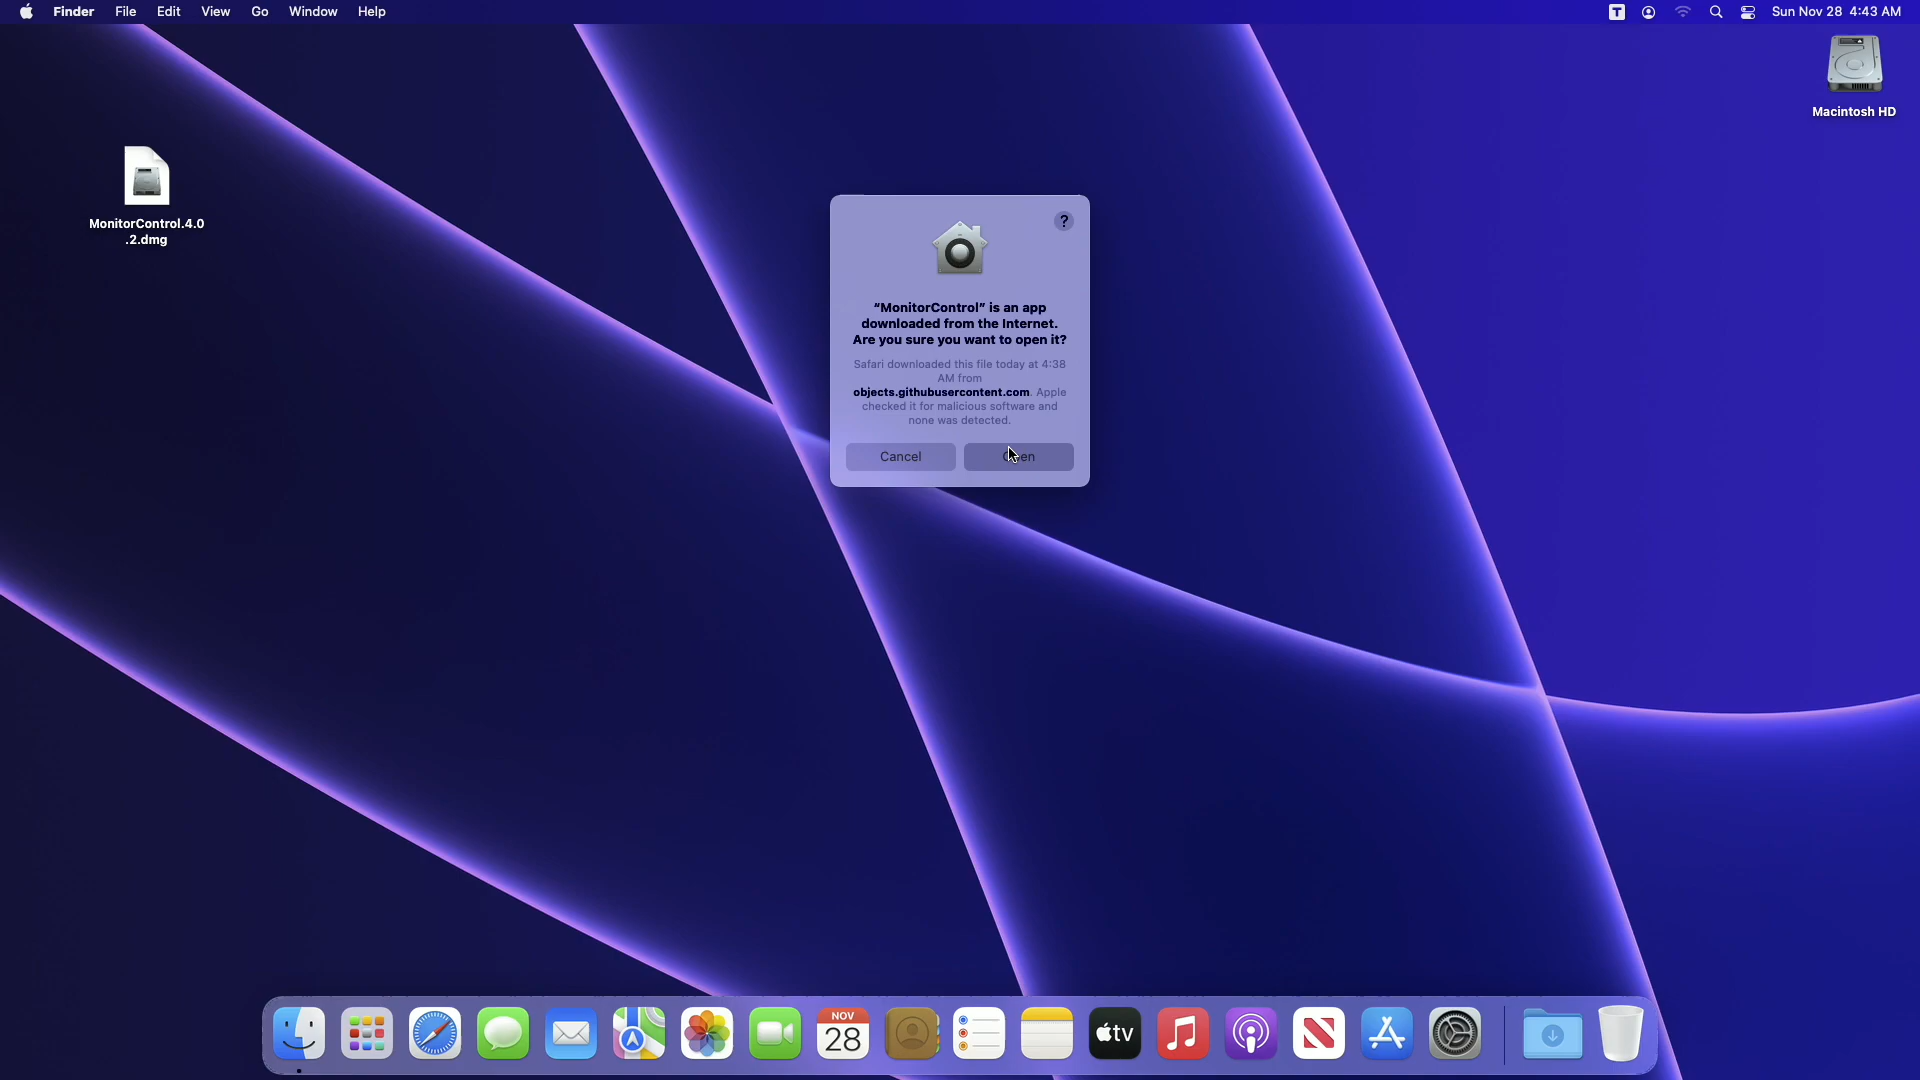 Finder File Edit View Go Window Help
T
Sun Nov 28 4:43 AM
Macintosh HD
MonitorControl.4.0
.2.dmg
?
“MonitorControl” is an app
downloaded from the Internet.
Are you sure you want to open it?
Safari downloaded this file today at 4:38
AM from
objects.githubusercontent.com. Apple
checked it for malicious software and
none was detected.
Cancel
NOV
28
tv